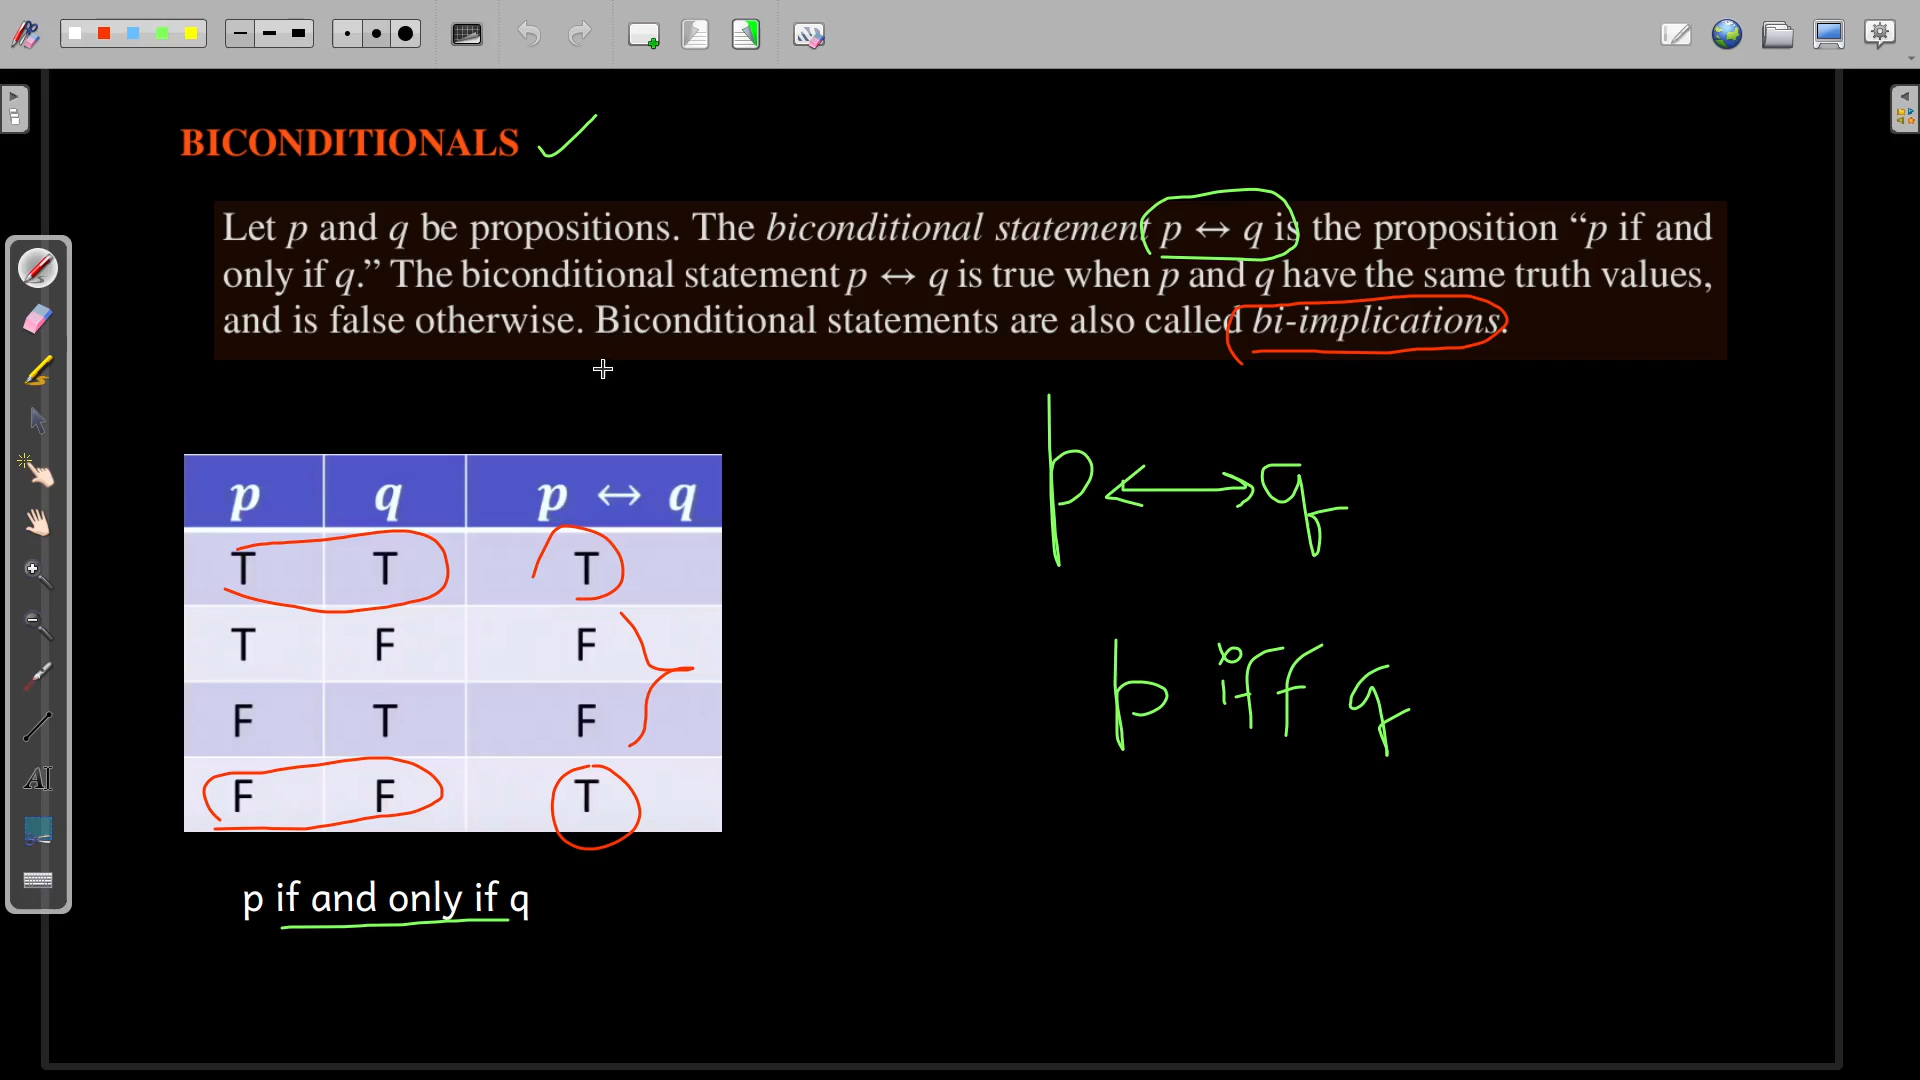 BICONDITIONALS
Let p and q be propositions. The biconditional statement p ↔ q is the proposition “p if and
only if q.” The biconditional statement p ↔ q is true when p and q have the same truth values,
and is false otherwise. Biconditional statements are also called bi-implications.
p ↔ q
p q p ↔ q
T T T
T F F
F T F
F F T
p iff q
p if and only if q